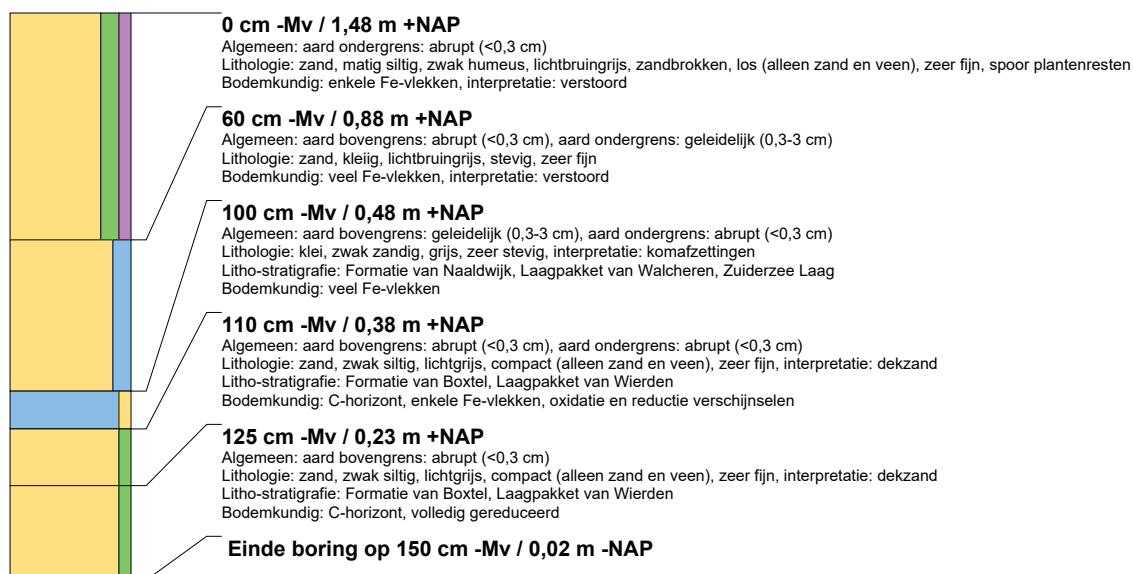 0 cm -Mv / 1,48 m +NAP
Algemeen: aard ondergrens: abrupt (<0,3 cm)
Lithologie: zand, matig siltig, zwak humeus, lichtbruingrijs, zandbrokken, los (alleen zand en veen), zeer fijn, spoor plantenresten
Bodemkundig: enkele Fe-vlekken, interpretatie: verstoord
60 cm -Mv / 0,88 m +NAP
Algemeen: aard bovengrens: abrupt (<0,3 cm), aard ondergrens: geleidelijk (0,3-3 cm)
Lithologie: zand, kleiig, lichtbruingrijs, stevig, zeer fijn
Bodemkundig: veel Fe-vlekken, interpretatie: verstoord
100 cm -Mv / 0,48 m +NAP
Algemeen: aard bovengrens: geleidelijk (0,3-3 cm), aard ondergrens: abrupt (<0,3 cm)
Lithologie: klei, zwak zandig, grijs, zeer stevig, interpretatie: komafzettingen
Litho-stratigrafie: Formatie van Naaldwijk, Laagpakket van Walcheren, Zuiderzee Laag
Bodemkundig: veel Fe-vlekken
110 cm -Mv / 0,38 m +NAP
Algemeen: aard bovengrens: abrupt (<0,3 cm), aard ondergrens: abrupt (<0,3 cm)
Lithologie: zand, zwak siltig, lichtgrijs, compact (alleen zand en veen), zeer fijn, interpretatie: dekzand
Litho-stratigrafie: Formatie van Boxtel, Laagpakket van Wierden
Bodemkundig: C-horizont, enkele Fe-vlekken, oxidatie en reductie verschijnselen
125 cm -Mv / 0,23 m +NAP
Algemeen: aard bovengrens: abrupt (<0,3 cm)
Lithologie: zand, zwak siltig, lichtgrijs, compact (alleen zand en veen), zeer fijn, interpretatie: dekzand
Litho-stratigrafie: Formatie van Boxtel, Laagpakket van Wierden
Bodemkundig: C-horizont, volledig gereduceerd
Einde boring op 150 cm -Mv / 0,02 m -NAP